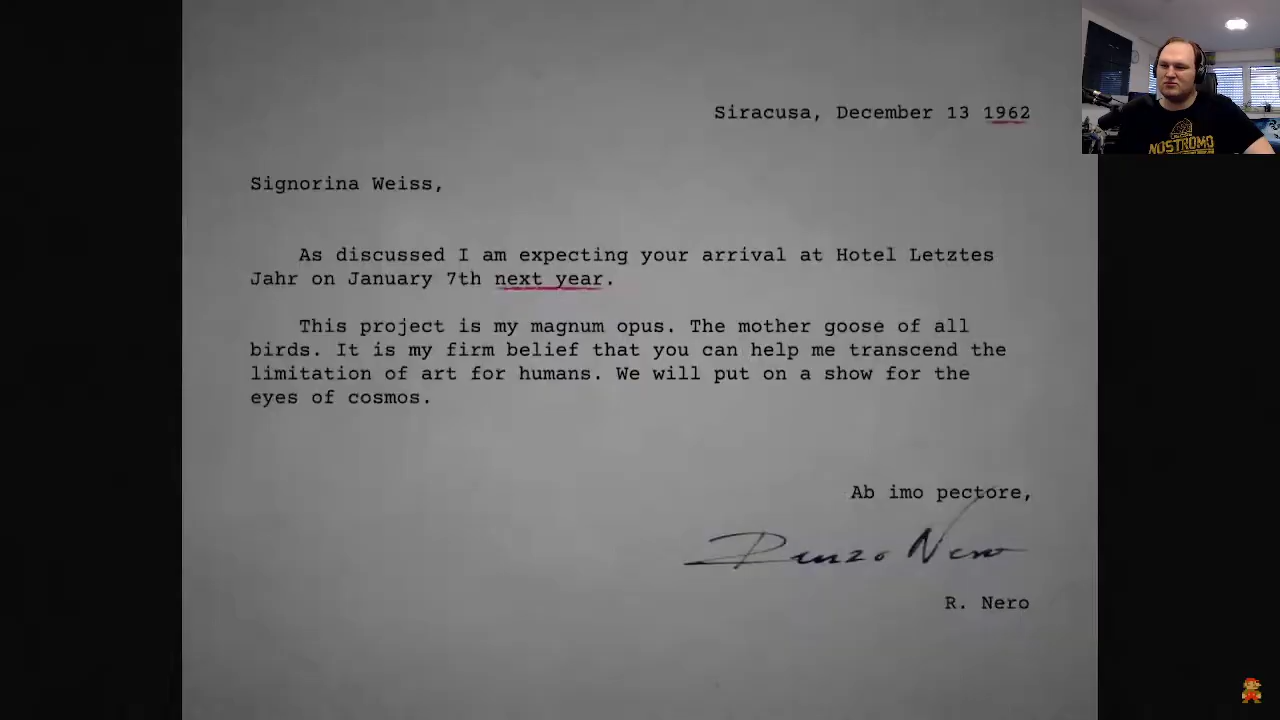 Siracusa, December 13 1962
NOSTROMO
Signorina Weiss,
As discussed I am expecting your arrival at Hotel Letztes
Jahr on January 7th next year.
This project is my magnum opus. The mother goose of all
birds. It is my firm belief that you can help me transcend the
limitation of art for humans. We will put on a show for the
eyes of cosmos.
Ab imo pectore,
Renzo Nero
R. Nero